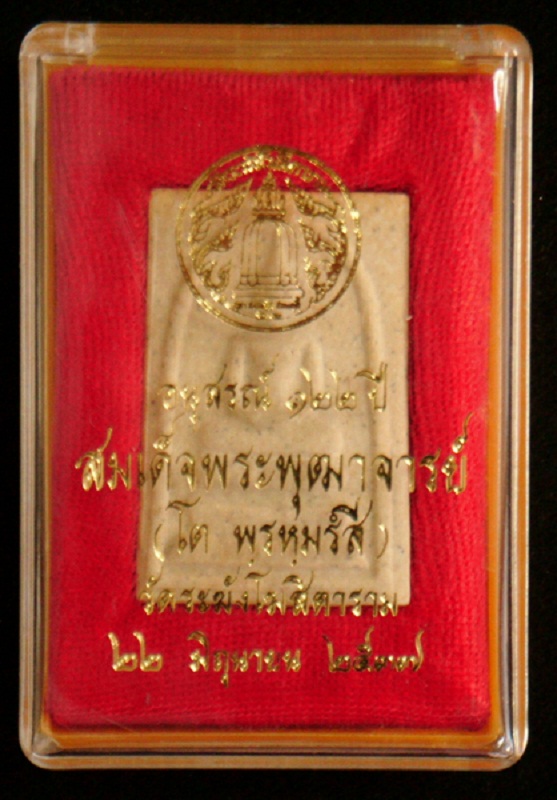 อนุสรณ์ ๑๒๒ ปี
สมเด็จพระพุฒาจารย์
(โต พฺรหฺมรํสี)
วัดระฆังโฆสิตาราม
๒๒ มิถุนายน ๒๕๓๗